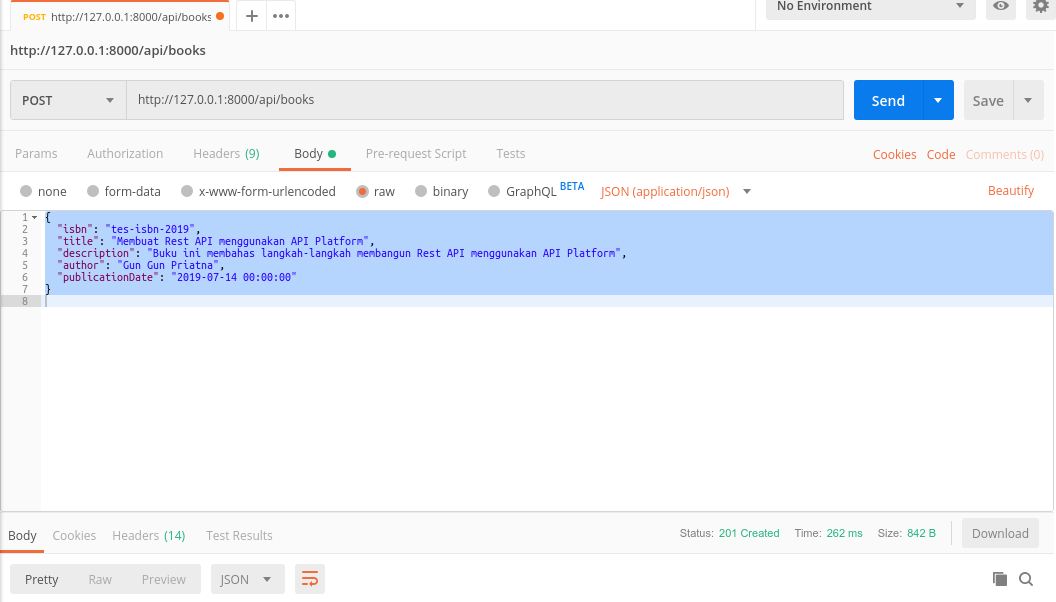 POST http://127.0.0.1:8000/api/books
No Environment
http://127.0.0.1:8000/api/books
POST http://127.0.0.1:8000/api/books Send Save
Params Authorization Headers (9) Body Pre-request Script Tests Cookies Code Comments (0)
none form-data x-www-form-urlencoded raw binary GraphQL BETA JSON (application/json) Beautify
1 {
2 "isbn": "tes-isbn-2019",
3 "title": "Membuat Rest API menggunakan API Platform",
4 "description": "Buku ini membahas langkah-langkah membangun Rest API menggunakan API Platform",
5 "author": "Gun Gun Priatna",
6 "publicationDate": "2019-07-14 00:00:00"
7 }
8
Body Cookies Headers (14) Test Results Status: 201 Created Time: 262 ms Size: 842 B Download
Pretty Raw Preview JSON